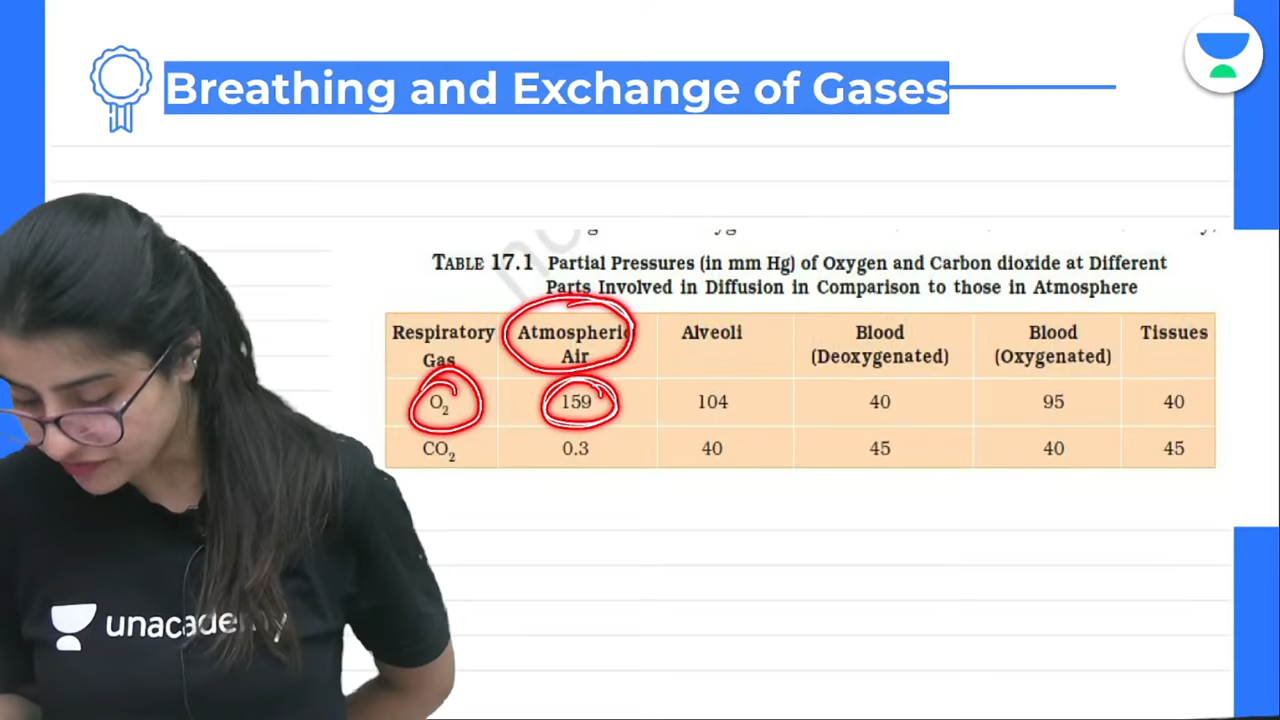 Breathing and Exchange of Gases
TABLE 17.1 Partial Pressures (in mm Hg) of Oxygen and Carbon dioxide at Different
Parts Involved in Diffusion in Comparison to those in Atmosphere
Respiratory Gas Atmospheric Air Alveoli Blood (Deoxygenated) Blood (Oxygenated) Tissues
O₂ 159 104 40 95 40
CO₂ 0.3 40 45 40 45
unacademy